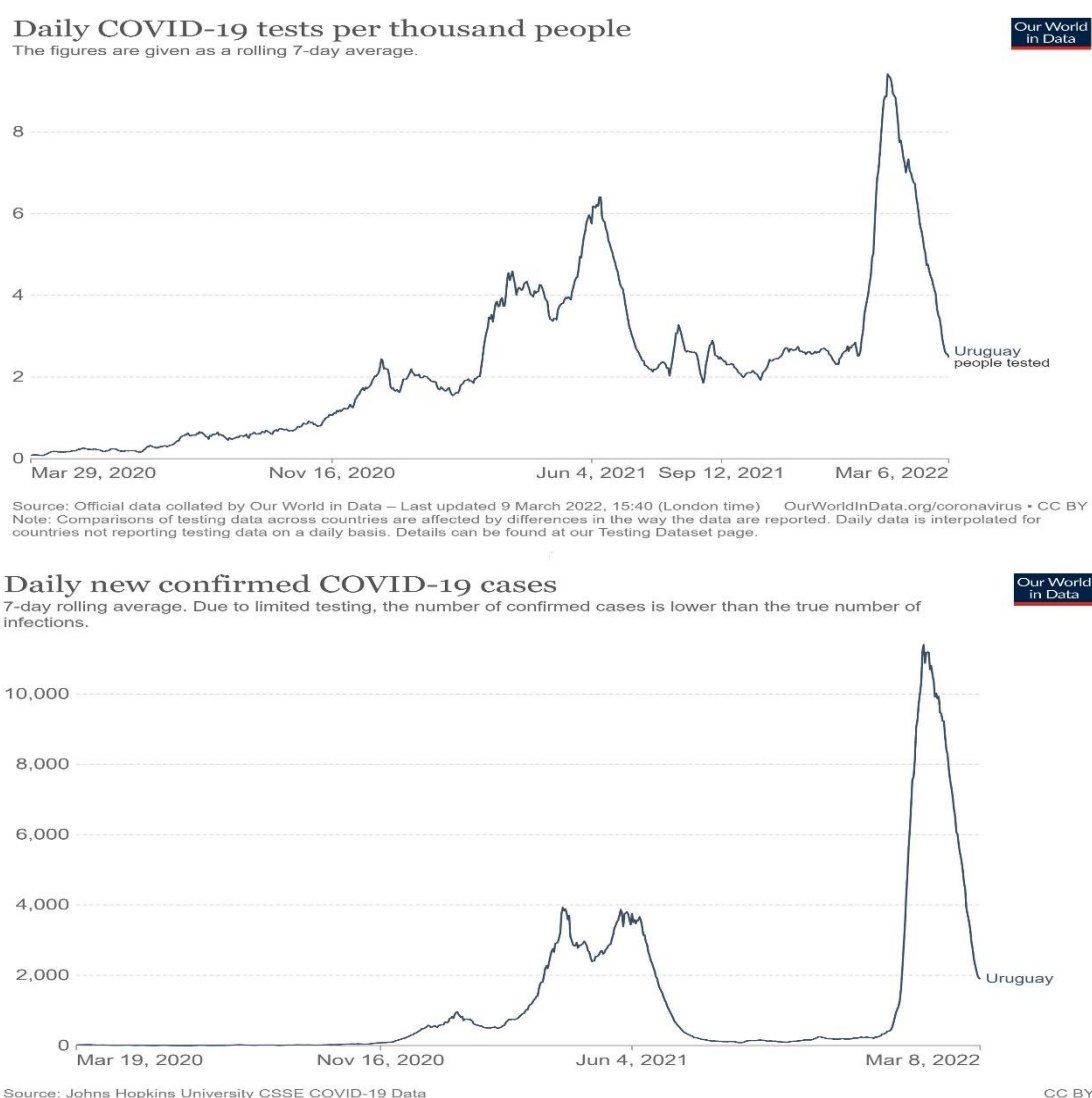 Daily COVID-19 tests per thousand people
The figures are given as a rolling 7-day average.
Our World
in Data
8
6
4
2
0
Uruguay
people tested
Mar 29, 2020 Nov 16, 2020 Jun 4, 2021 Sep 12, 2021 Mar 6, 2022
Source: Official data collated by Our World in Data – Last updated 9 March 2022, 15:40 (London time) OurWorldInData.org/coronavirus • CC BY
Note: Comparisons of testing data across countries are affected by differences in the way the data are reported. Daily data is interpolated for
countries not reporting testing data on a daily basis. Details can be found at our Testing Dataset page.
Daily new confirmed COVID-19 cases
7-day rolling average. Due to limited testing, the number of confirmed cases is lower than the true number of
infections.
Our World
in Data
10,000
8,000
6,000
4,000
2,000
Uruguay
0
Mar 19, 2020 Nov 16, 2020 Jun 4, 2021 Mar 8, 2022
Source: Johns Hopkins University CSSE COVID-19 Data CC BY